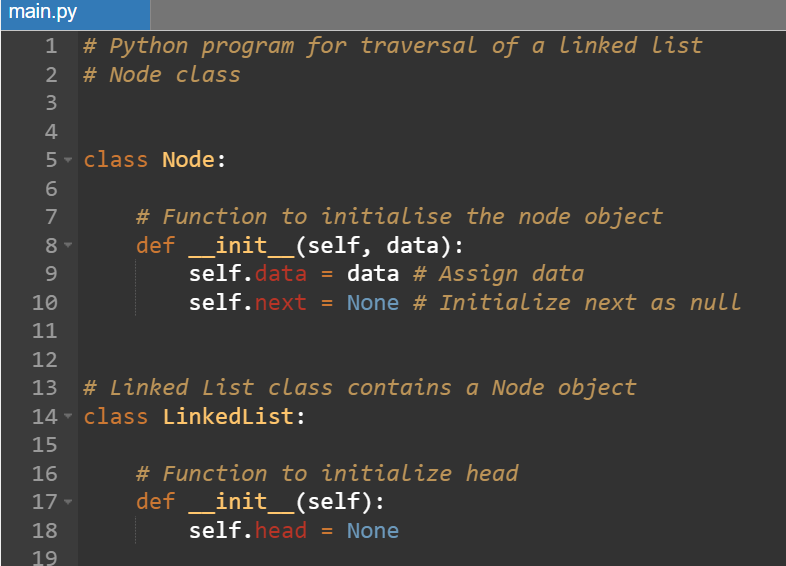 main.py
1 # Python program for traversal of a linked list
2 # Node class
3
4
5 class Node:
6
7     # Function to initialise the node object
8     def __init__(self, data):
9         self.data = data # Assign data
10         self.next = None # Initialize next as null
11
12
13 # Linked List class contains a Node object
14 class LinkedList:
15
16     # Function to initialize head
17     def __init__(self):
18         self.head = None
19